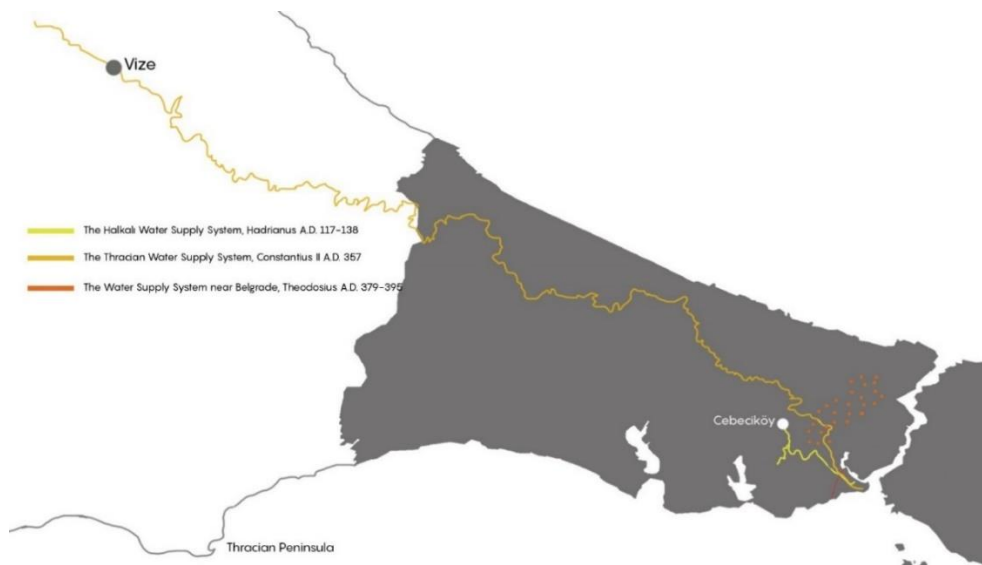 Vize
The Halkalı Water Supply System, Hadrianus A.D. 117-138
The Thracian Water Supply System, Constantius II A.D. 357
The Water Supply System near Belgrade, Theodosius A.D. 379-395
Cebeciköy
Thracian Peninsula